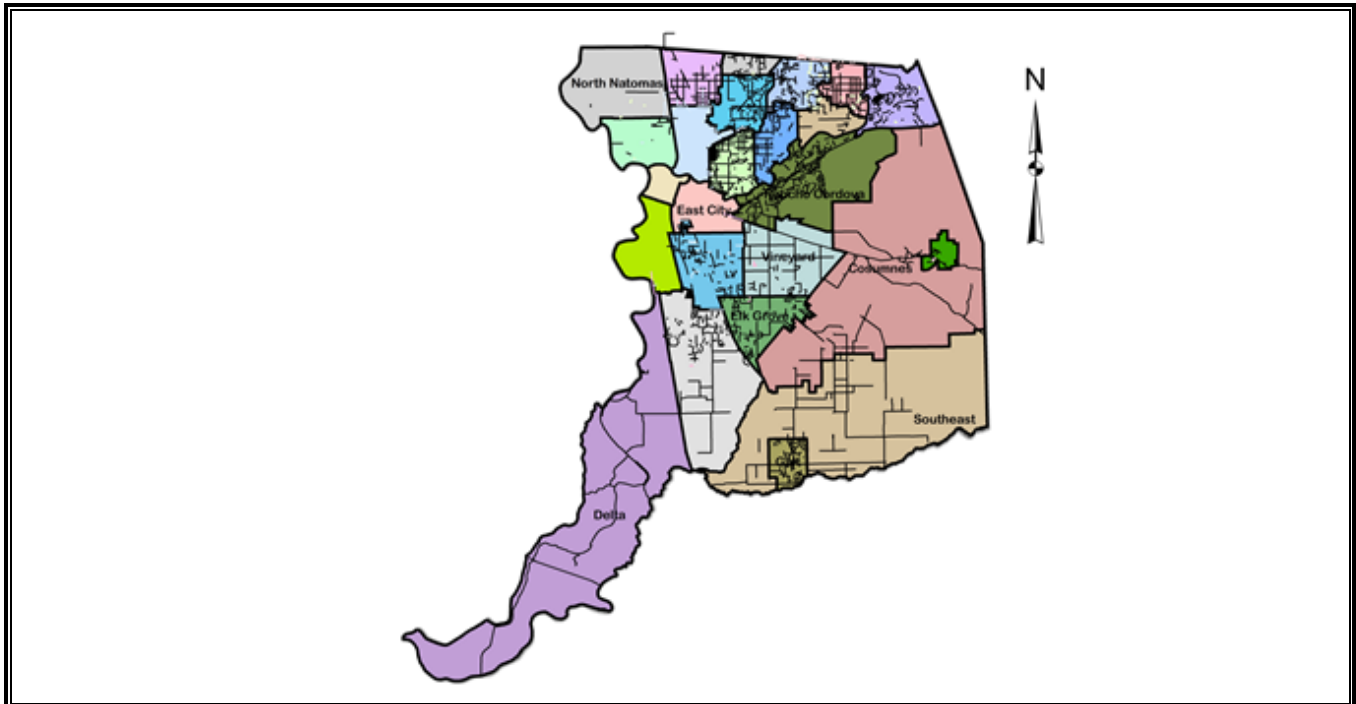 N
North Natomas
Rancho Cordova
East City
Vineyard
Cosumnes
Elk Grove
Southeast
Delta